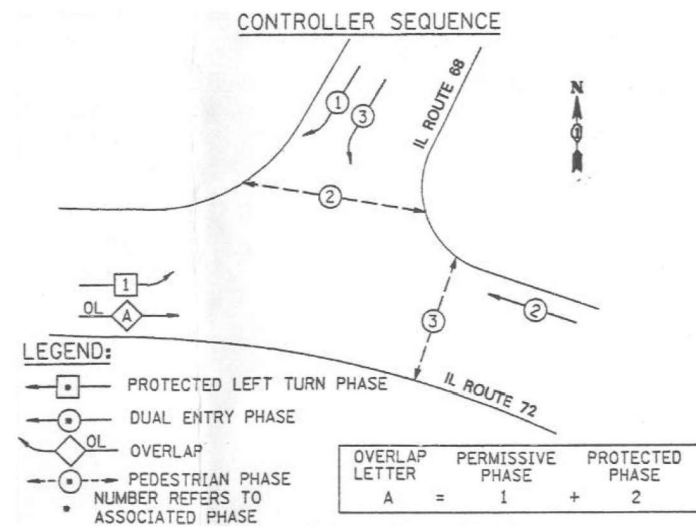 CONTROLLER SEQUENCE
1
3
IL ROUTE 68
N
2
1
OL
A
3
2
IL ROUTE 72
LEGEND:
PROTECTED LEFT TURN PHASE
DUAL ENTRY PHASE
OL
OVERLAP
PEDESTRIAN PHASE
NUMBER REFERS TO
ASSOCIATED PHASE
OVERLAP PERMISSIVE PROTECTED
LETTER PHASE PHASE
A = 1 + 2